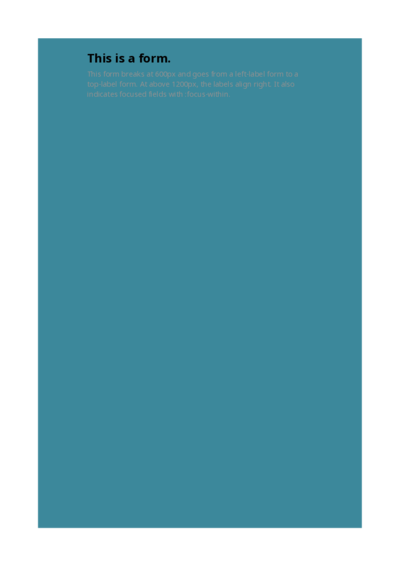 This is a form.
This form breaks at 600px and goes from a left-label form to a
top-label form. At above 1200px, the labels align right. It also
indicates focused fields with :focus-within.